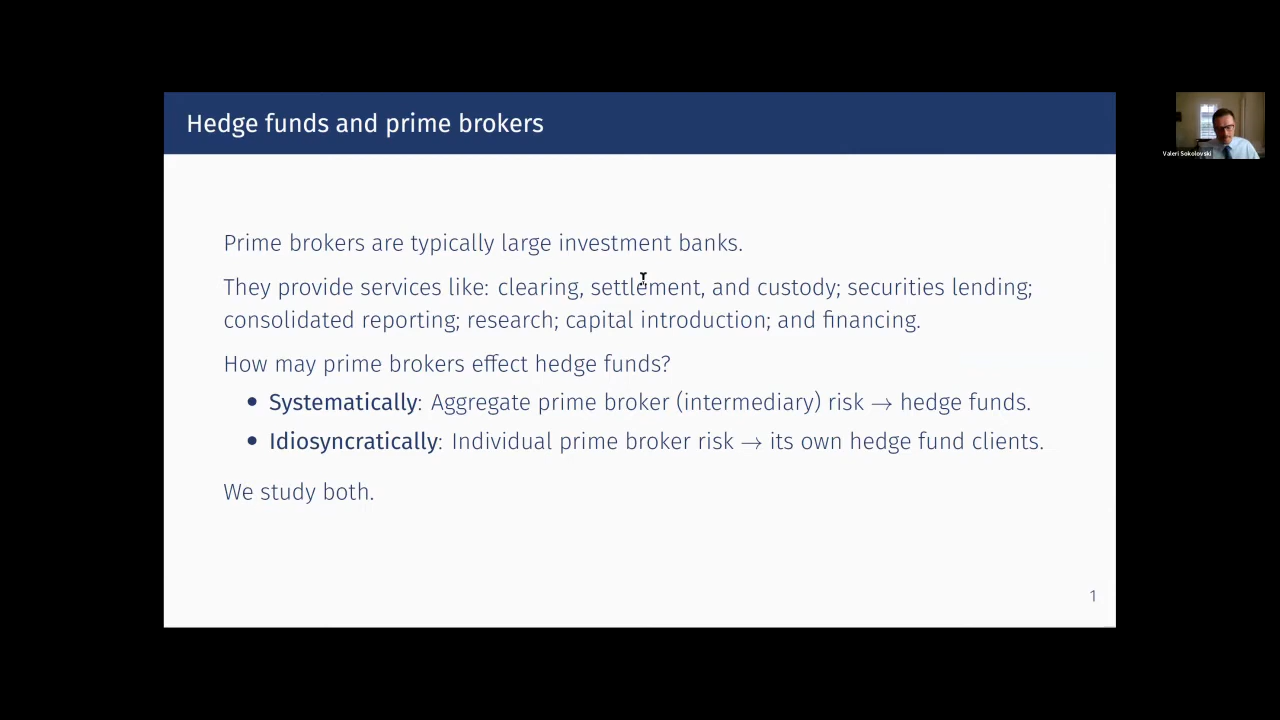 Hedge funds and prime brokers
Valeri Sokolovski
Prime brokers are typically large investment banks.
They provide services like: clearing, settlement, and custody; securities lending;
consolidated reporting; research; capital introduction; and financing.
How may prime brokers effect hedge funds?
• Systematically: Aggregate prime broker (intermediary) risk → hedge funds.
• Idiosyncratically: Individual prime broker risk → its own hedge fund clients.
We study both.
1